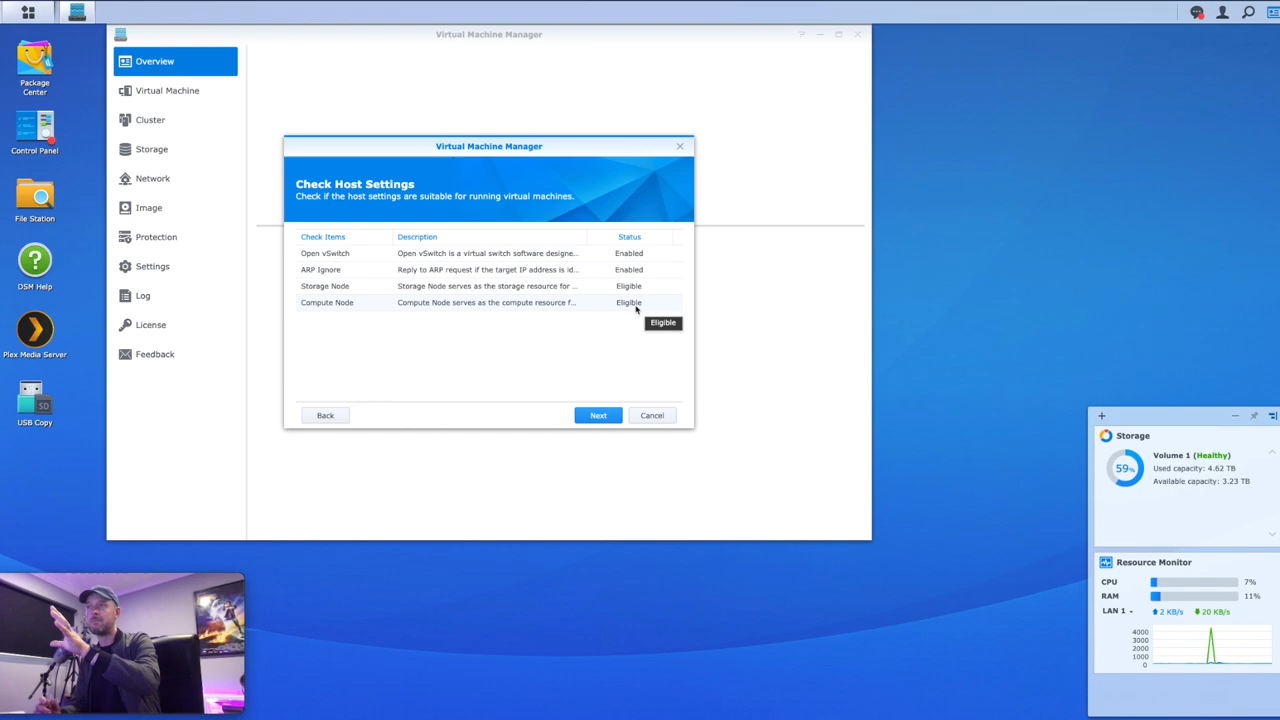 Virtual Machine Manager
Package
Center
Control Panel
File Station
DSM Help
Plex Media Server
SD
USB Copy
Overview
Virtual Machine
Cluster
Storage
Network
Image
Protection
Settings
Log
License
Feedback
Virtual Machine Manager
Check Host Settings
Check if the host settings are suitable for running virtual machines.
Check Items Description Status
Open vSwitch Open vSwitch is a virtual switch software designe... Enabled
ARP Ignore Reply to ARP request if the target IP address is id... Enabled
Storage Node Storage Node serves as the storage resource for ... Eligible
Compute Node Compute Node serves as the compute resource f... Eligible
Eligible
Back Next Cancel
Storage
59%
Volume 1 (Healthy)
Used capacity: 4.62 TB
Available capacity: 3.23 TB
Resource Monitor
CPU 7%
RAM 11%
LAN 1 2 KB/s 20 KB/s
4000
3000
2000
1000
0